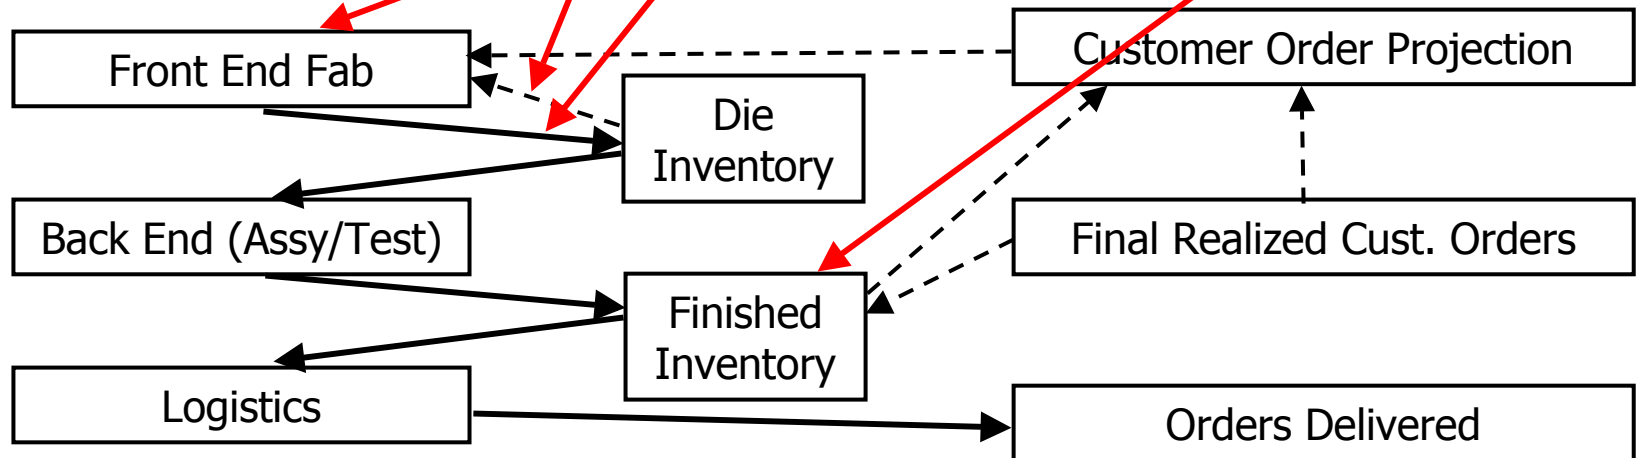 Customer Order Projection
Front End Fab
Die
Inventory
Back End (Assy/Test)
Final Realized Cust. Orders
Finished
Inventory
Logistics
Orders Delivered